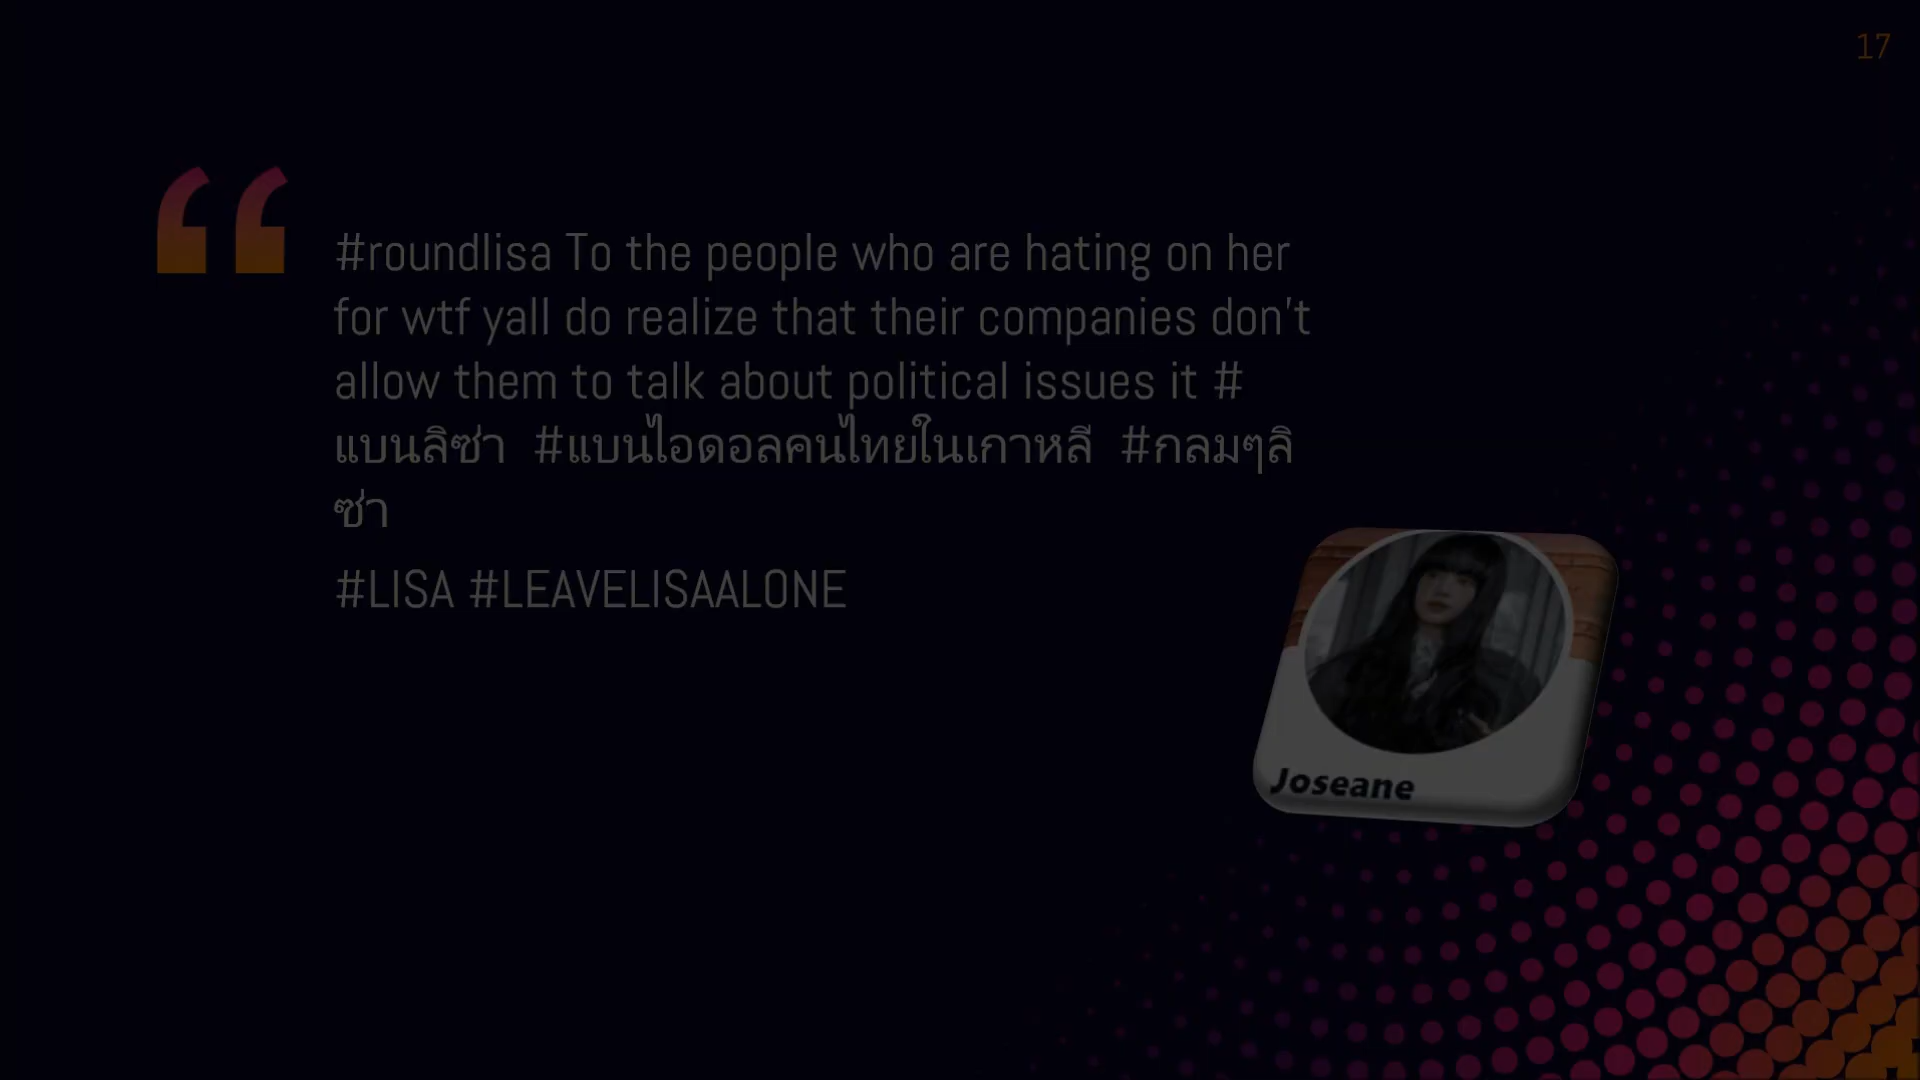 17
“
#roundlisa To the people who are hating on her
for wtf yall do realize that their companies don't
allow them to talk about political issues it #
แบนลิซ่า #แบนไอดอลคนไทยในเกาหลี #กลมๆลิ
ซ่า
#LISA #LEAVELISAALONE
Joseane